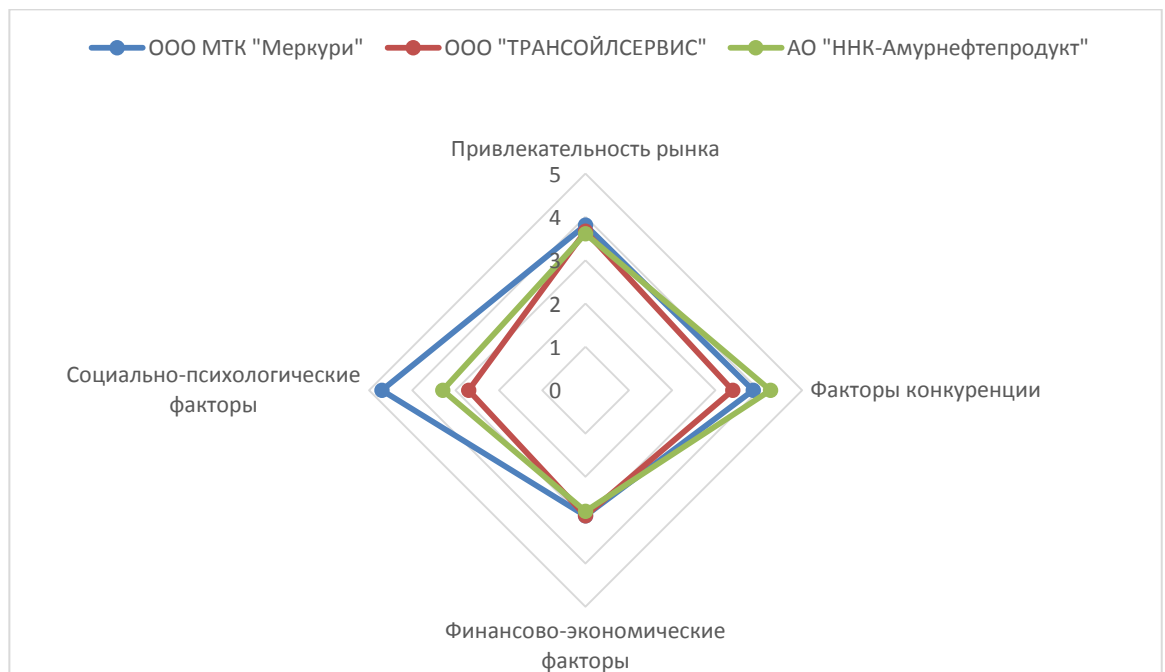 ООО МТК "Меркури" ООО "ТРАНСОЙЛСЕРВИС" АО "ННК-Амурнефтепродукт"
Привлекательность рынка
5
4
3
2
1
0
Социально-психологические
факторы
Факторы конкуренции
Финансово-экономические
факторы